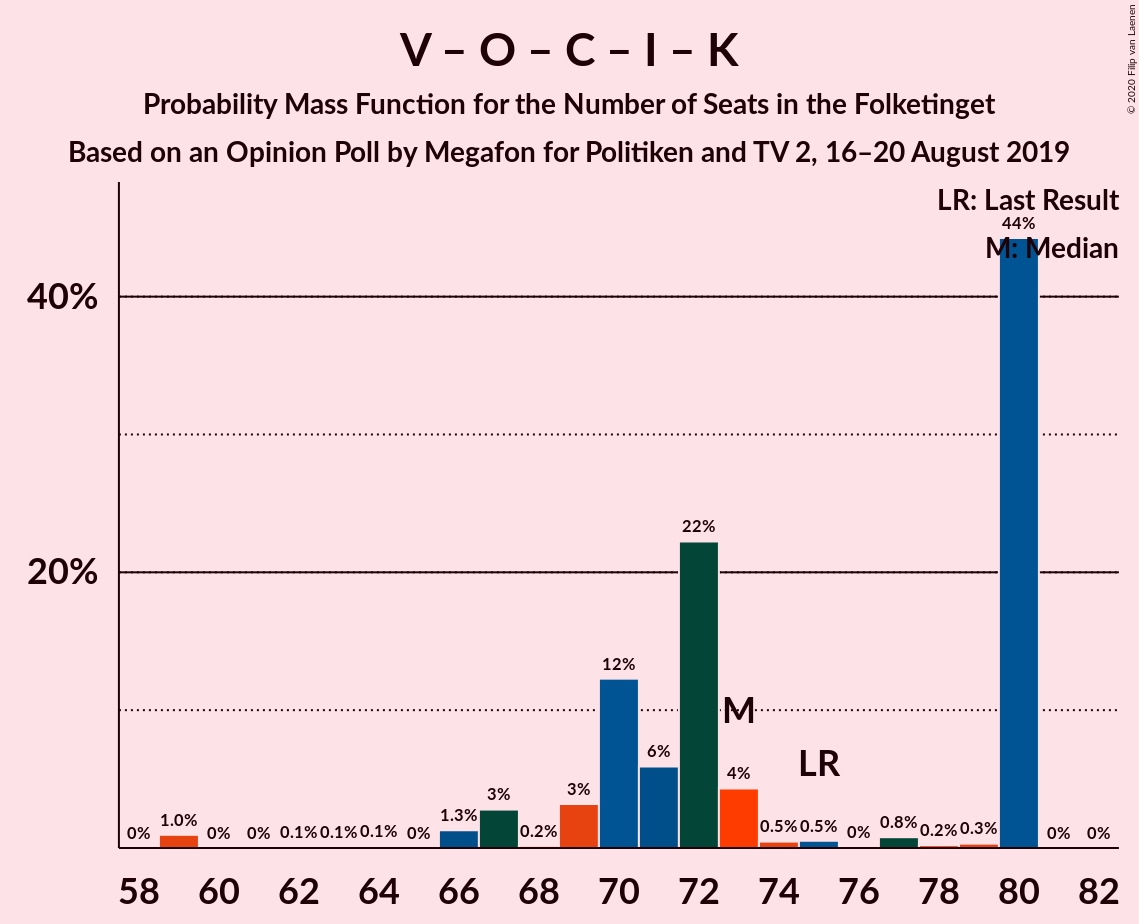 V – O – C – I – K
Probability Mass Function for the Number of Seats in the Folketinget
Based on an Opinion Poll by Megafon for Politiken and TV 2, 16–20 August 2019
© 2020 Filip van Laenen
LR: Last Result
M: Median
40%
20%
0% 1.0% 0% 0% 0.1% 0.1% 0.1% 0% 1.3% 3% 0.2% 3% 12% 6% 22% 4% 0.5% 0.5% 0% 0.8% 0.2% 0.3% 44% 0% 0%
M
LR
58 60 62 64 66 68 70 72 74 76 78 80 82